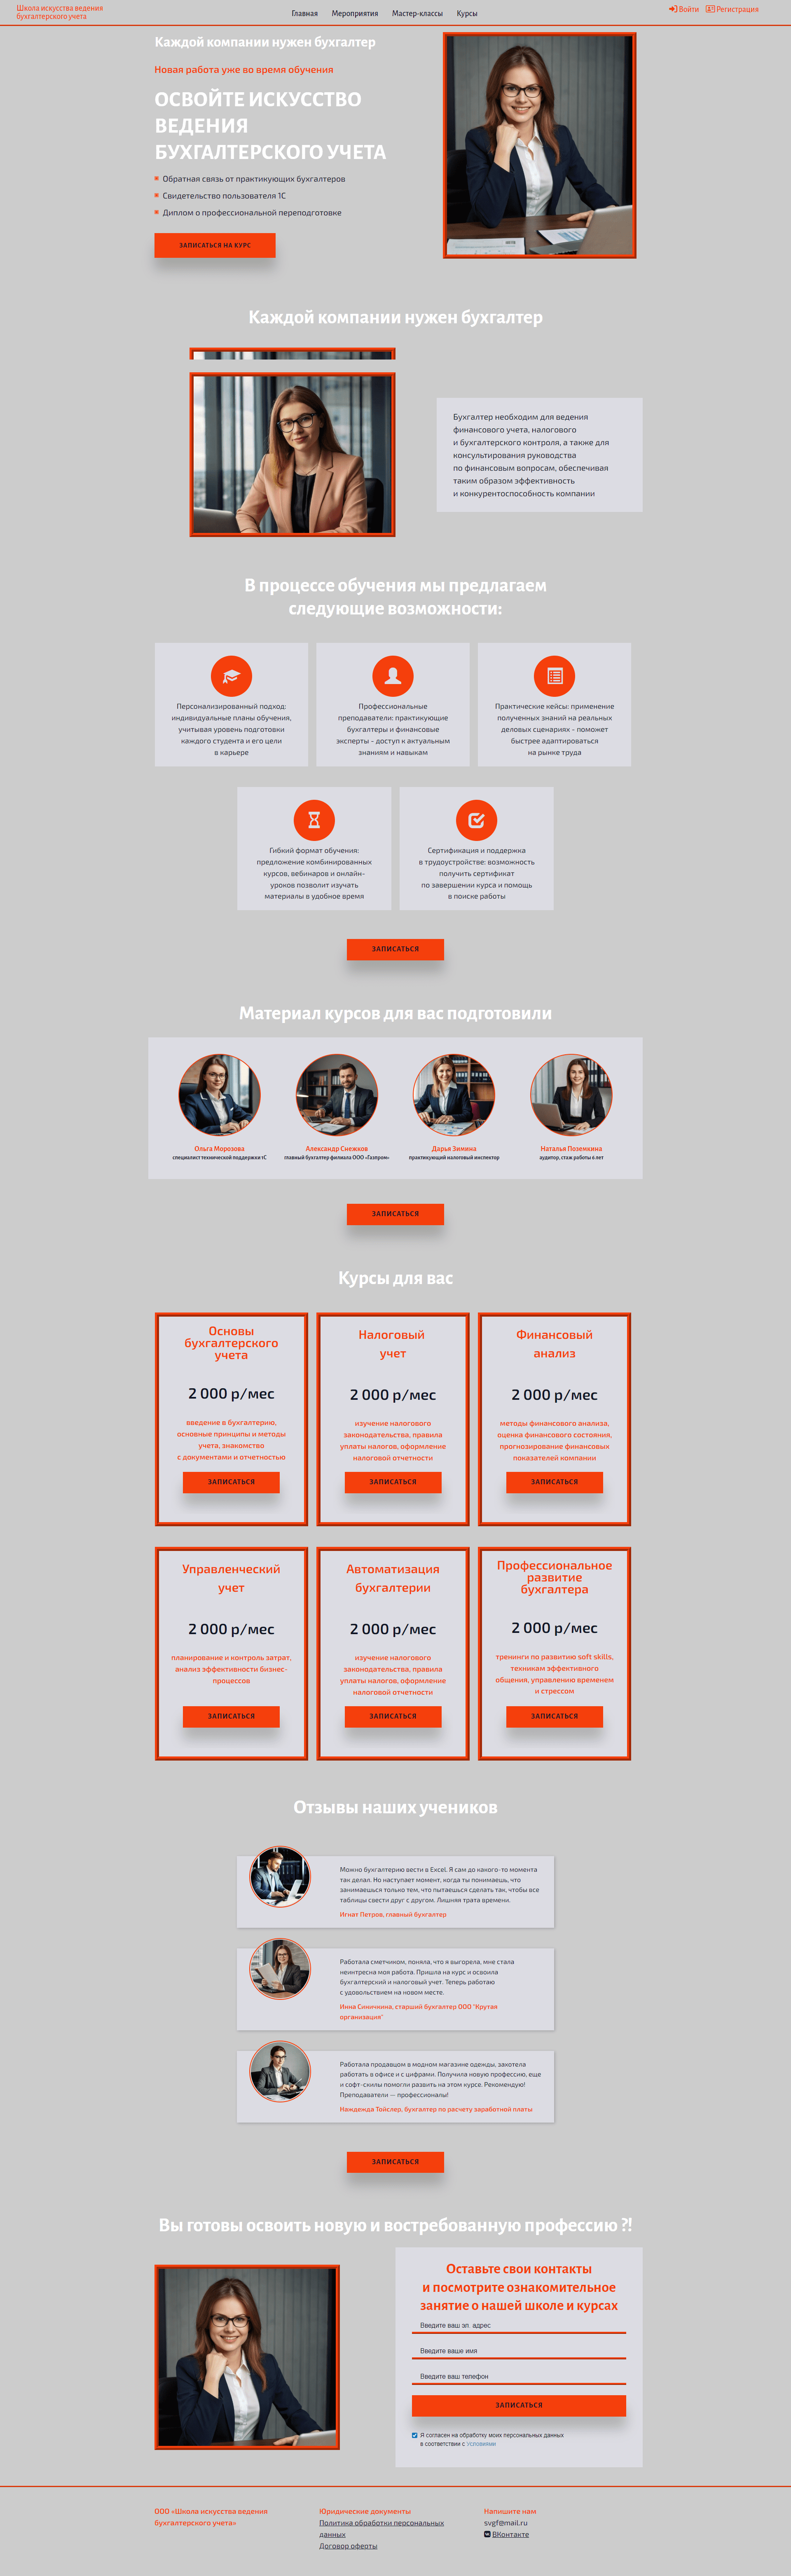 Школа искусства ведения
бухгалтерского учета
Главная Мероприятия Мастер-классы Курсы
Войти Регистрация
Каждой компании нужен бухгалтер
Новая работа уже во время обучения
ОСВОЙТЕ ИСКУССТВО
ВЕДЕНИЯ
БУХГАЛТЕРСКОГО УЧЕТА
Обратная связь от практикующих бухгалтеров
Свидетельство пользователя 1С
Диплом о профессиональной переподготовке
ЗАПИСАТЬСЯ НА КУРС
Каждой компании нужен бухгалтер
Бухгалтер необходим для ведения
финансового учета, налогового
и бухгалтерского контроля, а также для
консультирования руководства
по финансовым вопросам, обеспечивая
таким образом эффективность
и конкурентоспособность компании
В процессе обучения мы предлагаем
следующие возможности:
Персонализированный подход:
индивидуальные планы обучения,
учитывая уровень подготовки
каждого студента и его цели
в карьере
Профессиональные
преподаватели: практикующие
бухгалтеры и финансовые
эксперты - доступ к актуальным
знаниям и навыкам
Практические кейсы: применение
полученных знаний на реальных
деловых сценариях - поможет
быстрее адаптироваться
на рынке труда
Гибкий формат обучения:
предложение комбинированных
курсов, вебинаров и онлайн-
уроков позволит изучать
материалы в удобное время
Сертификация и поддержка
в трудоустройстве: возможность
получить сертификат
по завершении курса и помощь
в поиске работы
ЗАПИСАТЬСЯ
Материал курсов для вас подготовили
Ольга Морозова
специалист технической поддержки 1С
Александр Снежков
главный бухгалтер филиала ООО «Газпром»
Дарья Зимина
практикующий налоговый инспектор
Наталья Поземкина
аудитор, стаж работы 6 лет
ЗАПИСАТЬСЯ
Курсы для вас
Основы
бухгалтерского
учета
2 000 р/мес
введение в бухгалтерию,
основные принципы и методы
учета, знакомство
с документами и отчетностью
ЗАПИСАТЬСЯ
Налоговый
учет
2 000 р/мес
изучение налогового
законодательства, правила
уплаты налогов, оформление
налоговой отчетности
ЗАПИСАТЬСЯ
Финансовый
анализ
2 000 р/мес
методы финансового анализа,
оценка финансового состояния,
прогнозирование финансовых
показателей компании
ЗАПИСАТЬСЯ
Управленческий
учет
2 000 р/мес
планирование и контроль затрат,
анализ эффективности бизнес-
процессов
ЗАПИСАТЬСЯ
Автоматизация
бухгалтерии
2 000 р/мес
изучение налогового
законодательства, правила
уплаты налогов, оформление
налоговой отчетности
ЗАПИСАТЬСЯ
Профессиональное
развитие
бухгалтера
2 000 р/мес
тренинги по развитию soft skills,
техникам эффективного
общения, управлению временем
и стрессом
ЗАПИСАТЬСЯ
Отзывы наших учеников
Можно бухгалтерию вести в Excel. Я сам до какого-то момента
так делал. Но наступает момент, когда ты понимаешь, что
занимаешься только тем, что пытаешься сделать так, чтобы все
таблицы свести друг с другом. Лишняя трата времени.
Игнат Петров, главный бухгалтер
Работала сметчиком, поняла, что я выгорела, мне стала
неинтресна моя работа. Пришла на курс и освоила
бухгалтерский и налоговый учет. Теперь работаю
с удовольствием на новом месте.
Инна Синичкина, старший бухгалтер ООО "Крутая
организация"
Работала продавцом в модном магазине одежды, захотела
работать в офисе и с цифрами. Получила новую профессию, еще
и софт-скилы помогли развить на этом курсе. Рекомендую!
Преподаватели — профессионалы!
Наждежда Тойслер, бухгалтер по расчету заработной платы
ЗАПИСАТЬСЯ
Вы готовы освоить новую и востребованную профессию ?!
Оставьте свои контакты
и посмотрите ознакомительное
занятие о нашей школе и курсах
Введите ваш эл. адрес
Введите ваше имя
Введите ваш телефон
ЗАПИСАТЬСЯ
Я согласен на обработку моих персональных данных
в соответствии с Условиями
ООО «Школа искусства ведения
бухгалтерского учета»
Юридические документы
Политика обработки персональных
данных
Договор оферты
Напишите нам
svgf@mail.ru
ВКонтакте